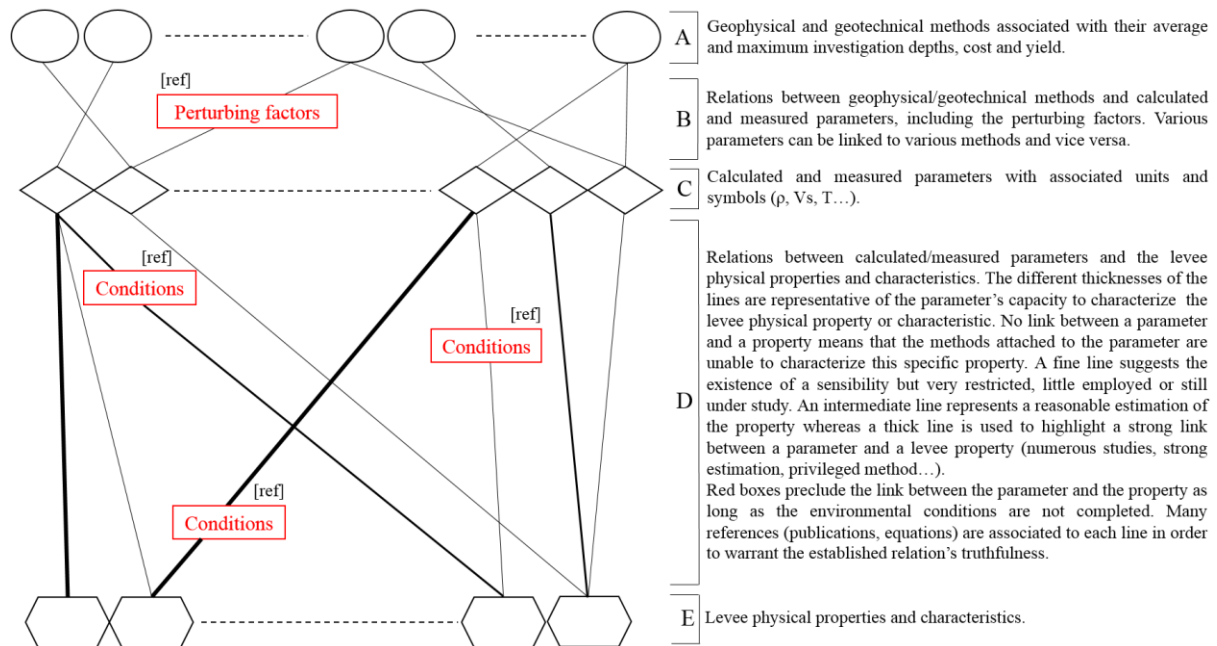 A
Geophysical and geotechnical methods associated with their average
and maximum investigation depths, cost and yield.
[ref]
Perturbing factors
B
Relations between geophysical/geotechnical methods and calculated
and measured parameters, including the perturbing factors. Various
parameters can be linked to various methods and vice versa.
C
Calculated and measured parameters with associated units and
symbols (ρ, Vs, T…).
[ref]
Conditions
[ref]
Conditions
[ref]
Conditions
D
Relations between calculated/measured parameters and the levee
physical properties and characteristics. The different thicknesses of the
lines are representative of the parameter's capacity to characterize the
levee physical property or characteristic. No link between a parameter
and a property means that the methods attached to the parameter are
unable to characterize this specific property. A fine line suggests the
existence of a sensibility but very restricted, little employed or still
under study. An intermediate line represents a reasonable estimation of
the property whereas a thick line is used to highlight a strong link
between a parameter and a levee property (numerous studies, strong
estimation, privileged method…).
Red boxes preclude the link between the parameter and the property as
long as the environmental conditions are not completed. Many
references (publications, equations) are associated to each line in order
to warrant the established relation's truthfulness.
E
Levee physical properties and characteristics.